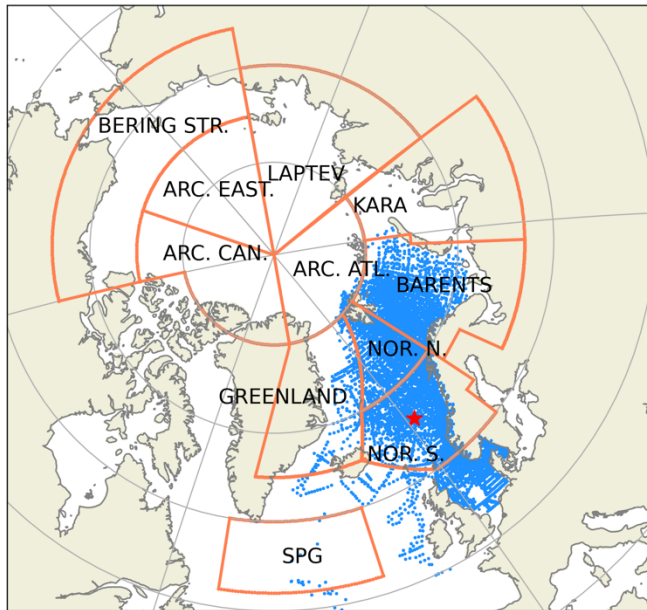 BERING STR.
LAPTEV
ARC. EAST.
KARA
ARC. CAN.
ARC. ATL.
BARENTS
NOR. N.
GREENLAND
NOR. S.
SPG